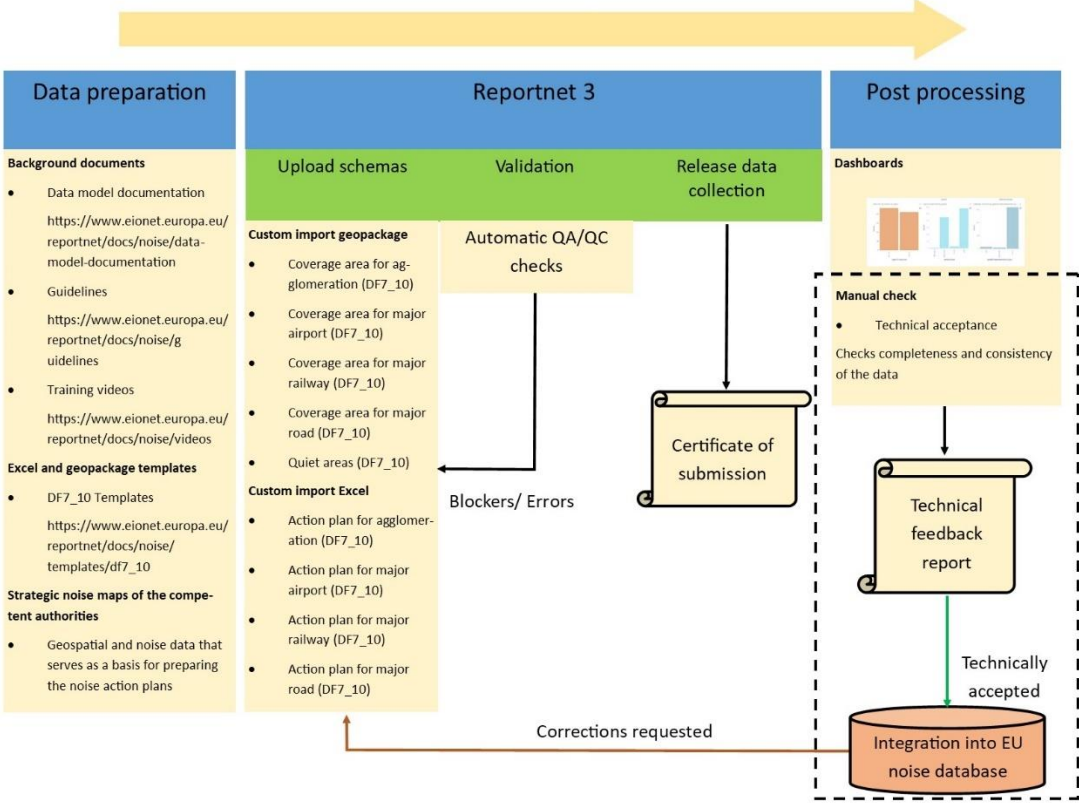 Data preparation
Background documents
• Data model documentation
https://www.eionet.europa.eu/
reportnet/docs/noise/data-
model-documentation
• Guidelines
https://www.eionet.europa.eu/
reportnet/docs/noise/g
uidelines
• Training videos
https://www.eionet.europa.eu/
reportnet/docs/noise/videos
Excel and geopackage templates
• DF7_10 Templates
https://www.eionet.europa.eu/
reportnet/docs/noise/
templates/df7_10
Strategic noise maps of the compe-
tent authorities
• Geospatial and noise data that
serves as a basis for preparing
the noise action plans
Reportnet 3
Upload schemas
Custom import geopackage
• Coverage area for ag-
glomeration (DF7_10)
• Coverage area for major
airport (DF7_10)
• Coverage area for major
railway (DF7_10)
• Coverage area for major
road (DF7_10)
• Quiet areas (DF7_10)
Custom import Excel
• Action plan for agglomer-
ation (DF7_10)
• Action plan for major
airport (DF7_10)
• Action plan for major
railway (DF7_10)
• Action plan for major
road (DF7_10)
Validation
Automatic QA/QC
checks
Blockers/ Errors
Release data
collection
Certificate of
submission
Post processing
Dashboards
Manual check
• Technical acceptance
Checks completeness and consistency
of the data
Technical
feedback
report
Technically
accepted
Integration into EU
noise database
Corrections requested